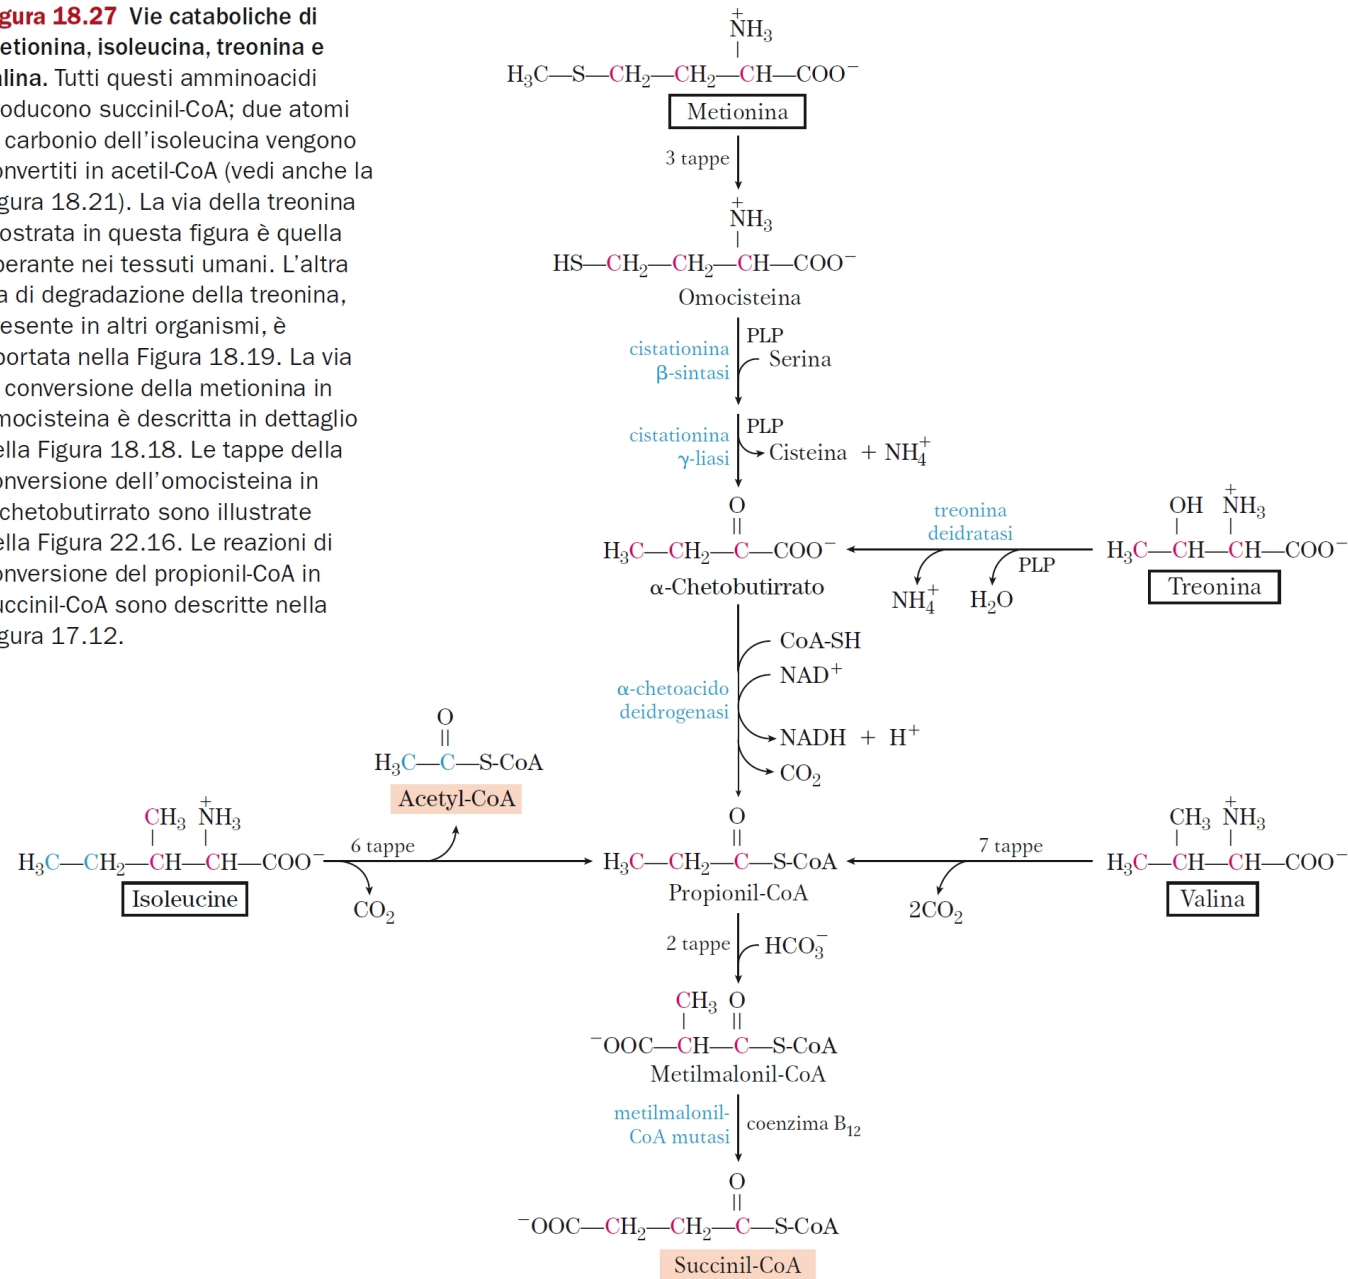 gura 18.27 Vie cataboliche di
etionina, isoleucina, treonina e
alina. Tutti questi amminoacidi
oducono succinil-CoA; due atomi
carbonio dell'isoleucina vengono
onvertiti in acetil-CoA (vedi anche la
gura 18.21). La via della treonina
ostrata in questa figura è quella
perante nei tessuti umani. L'altra
a di degradazione della treonina,
esente in altri organismi, è
portata nella Figura 18.19. La via
conversione della metionina in
mocisteina è descritta in dettaglio
ella Figura 18.18. Le tappe della
onversione dell'omocisteina in
chetobutirrato sono illustrate
ella Figura 22.16. Le reazioni di
onversione del propionil-CoA in
uccinil-CoA sono descritte nella
gura 17.12.
+
NH3
H3C—S—CH2—CH2—CH—COO−
Metionina
3 tappe
+
NH3
HS—CH2—CH2—CH—COO−
Omocisteina
cistationina
β-sintasi
PLP
Serina
cistationina
γ-liasi
PLP
Cisteina + NH4+
O
H3C—CH2—C—COO−
α-Chetobutirrato
treonina
deidratasi
PLP
NH4+
H2O
+
OH NH3
H3C—CH—CH—COO−
Treonina
α-chetoacido
deidrogenasi
CoA-SH
NAD+
NADH + H+
CO2
O
H3C—C—S-CoA
Acetyl-CoA
+
CH3 NH3
H3C—CH2—CH—CH—COO−
Isoleucine
6 tappe
CO2
O
H3C—CH2—C—S-CoA
Propionil-CoA
7 tappe
2CO2
+
CH3 NH3
H3C—CH—CH—COO−
Valina
2 tappe
HCO3−
CH3 O
−OOC—CH—C—S-CoA
Metilmalonil-CoA
metilmalonil-
CoA mutasi
coenzima B12
O
−OOC—CH2—CH2—C—S-CoA
Succinil-CoA